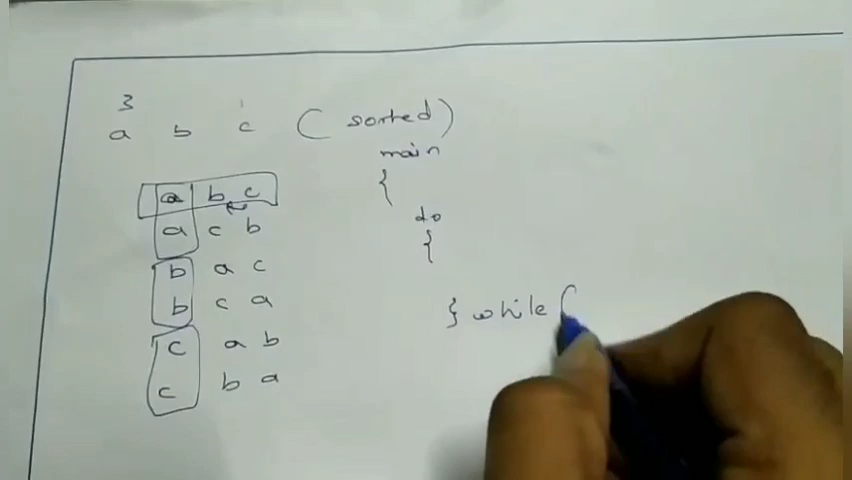 3
a b c ( sorted )
main
{
a b c
a c b
do
{
b a c
b c a
} while (
c a b
c b a